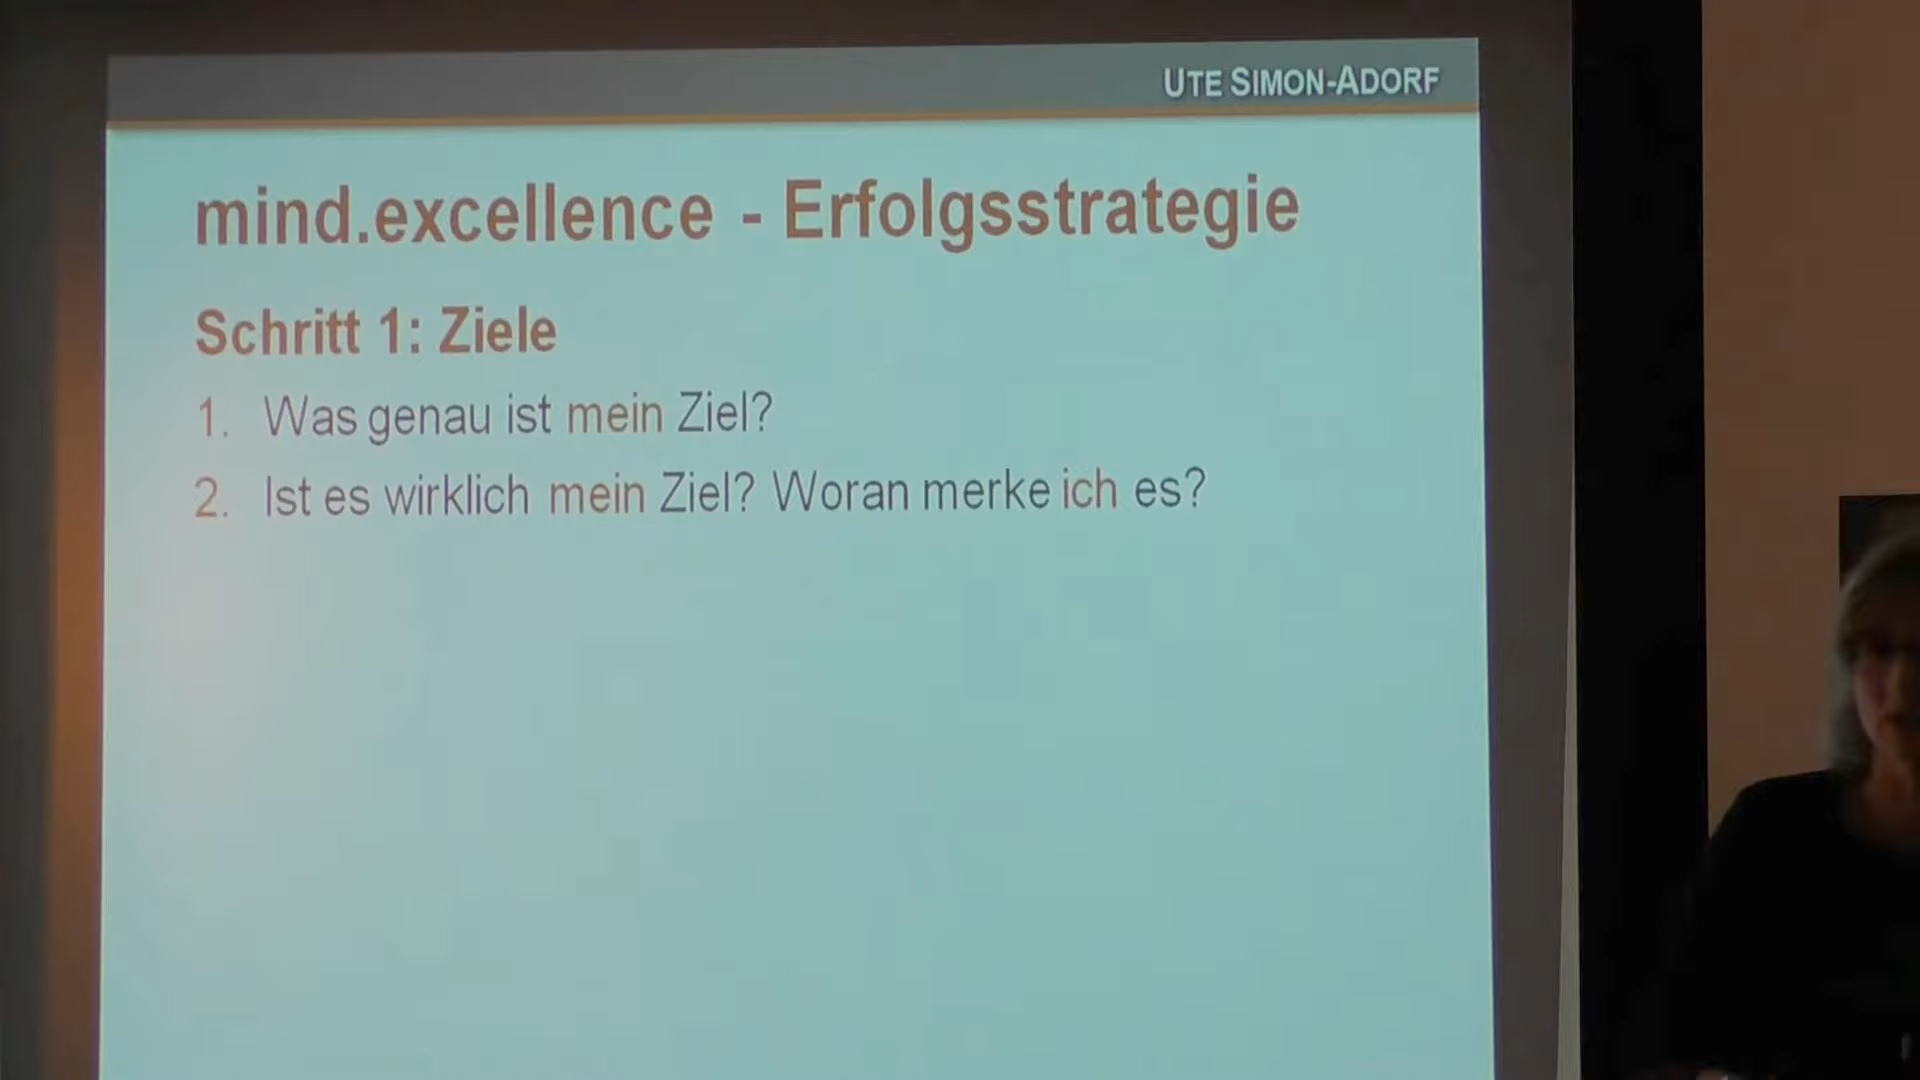 UTE SIMON-ADORF
mind.excellence - Erfolgsstrategie
Schritt 1: Ziele
1. Was genau ist mein Ziel?
2. Ist es wirklich mein Ziel? Woran merke ich es?